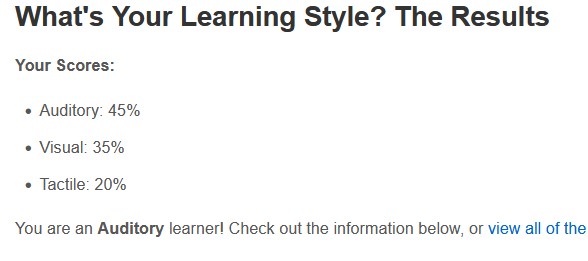 What's Your Learning Style? The Results
Your Scores:
Auditory: 45%
Visual: 35%
Tactile: 20%
You are an Auditory learner! Check out the information below, or view all of the